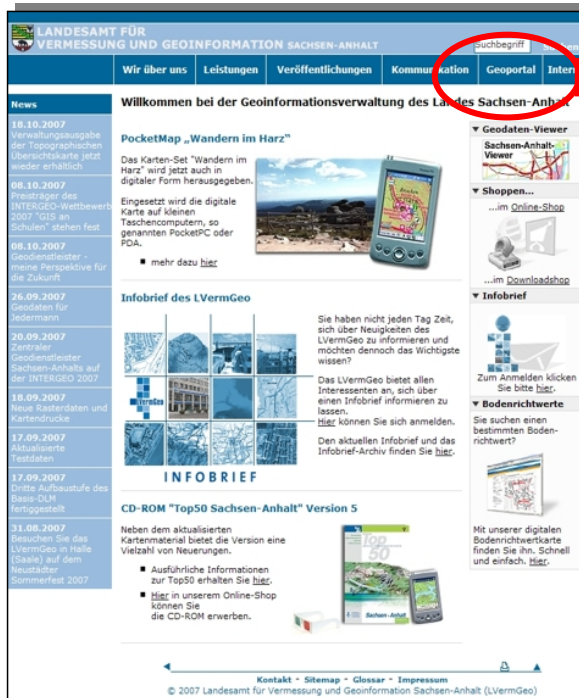 LANDESAMT FÜR
VERMESSUNG UND GEOINFORMATION SACHSEN-ANHALT
Suchbegriff
Wir über uns
Leistungen
Veröffentlichungen
Kommunikation
Geoportal
Intern
News
18.10.2007
Verwaltungsausgabe
der Topographischen
Übersichtskarte jetzt
wieder erhältlich
08.10.2007
Preisträger des
INTERGEO-Wettbewerb
2007 "GIS an
Schulen" stehen fest
08.10.2007
Geodienstleister -
meine Perspektive für
die Zukunft
26.09.2007
Geodaten für
Jedermann
20.09.2007
Zentraler
Geodienstleister
Sachsen-Anhalts auf
der INTERGEO 2007
18.09.2007
Neue Rasterdaten und
Kartendrucke
17.09.2007
Aktualisierte
Testdaten
17.09.2007
Dritte Aufbaustufe des
Basis-DLM
fertiggestellt
31.08.2007
Besuchen Sie das
LVermGeo in Halle
(Saale) auf dem
Neustädter
Sommerfest 2007
Willkommen bei der Geoinformationsverwaltung des Landes Sachsen-Anhalt
PocketMap „Wandern im
Harz"
Das Karten-Set "Wandern im
Harz" wird jetzt auch in
digitaler Form herausgegeben.
Eingesetzt wird die digitale
Karte auf kleinen
Taschencomputern, so
genannten PocketPC oder
PDA.
■ mehr dazu hier
Infobrief des LVermGeo
LVermGeo
INFOBRIEF
Sie haben nicht jeden Tag Zeit,
sich über Neuigkeiten des
LVermGeo zu informieren und
möchten dennoch das Wichtigste
wissen?
Das LVermGeo bietet allen
Interessenten an, sich über
einen Infobrief informieren zu
lassen.
Hier können Sie sich anmelden.
Den aktuellen Infobrief und das
Infobrief-Archiv finden Sie hier.
CD-ROM "Top50 Sachsen-Anhalt" Version 5
Neben dem aktualisierten
Kartenmaterial bietet die Version eine
Vielzahl von Neuerungen.
■ Ausführliche Informationen
zur Top50 erhalten Sie hier.
■ Hier in unserem Online-Shop
können Sie
die CD-ROM erwerben.
Top
50
Sachsen-Anhalt
▼ Geodaten-Viewer
Sachsen-Anhalt-
Viewer
▼ Shoppen...
...im Online-Shop
...im Downloadshop
▼ Infobrief
Zum Anmelden klicken
Sie bitte hier.
▼ Bodenrichtwerte
Sie suchen einen
bestimmten Boden-
richtwert?
Mit unserer digitalen
Bodenrichtwertkarte
finden Sie ihn. Schnell
und einfach. Hier.
Kontakt - Sitemap - Glossar - Impressum
© 2007 Landesamt für Vermessung und Geoinformation Sachsen-Anhalt (LVermGeo)